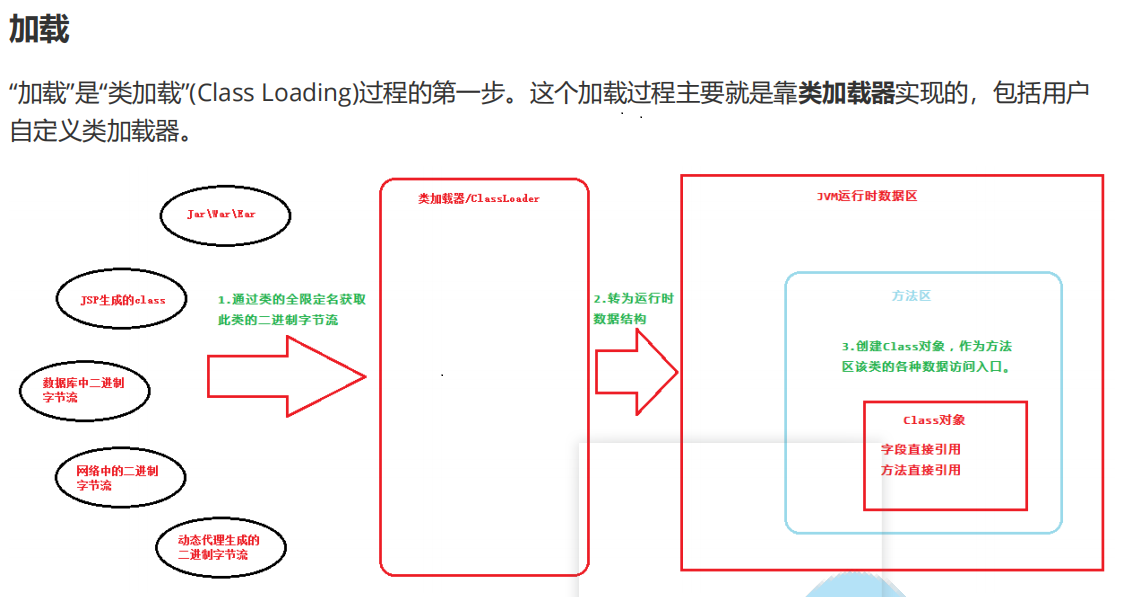 加载
“加载”是“类加载”(Class Loading)过程的第一步。这个加载过程主要就是靠类加载器实现的，包括用户
自定义类加载器。
Jar\War\Ear
JSP生成的class
数据库中二进制
字节流
网络中的二进制
字节流
动态代理生成的
二进制字节流
1.通过类的全限定名获取
此类的二进制字节流
类加载器/ClassLoader
2.转为运行时
数据结构
JVM运行时数据区
方法区
3.创建Class对象，作为方法
区该类的各种数据访问入口。
Class对象
字段直接引用
方法直接引用